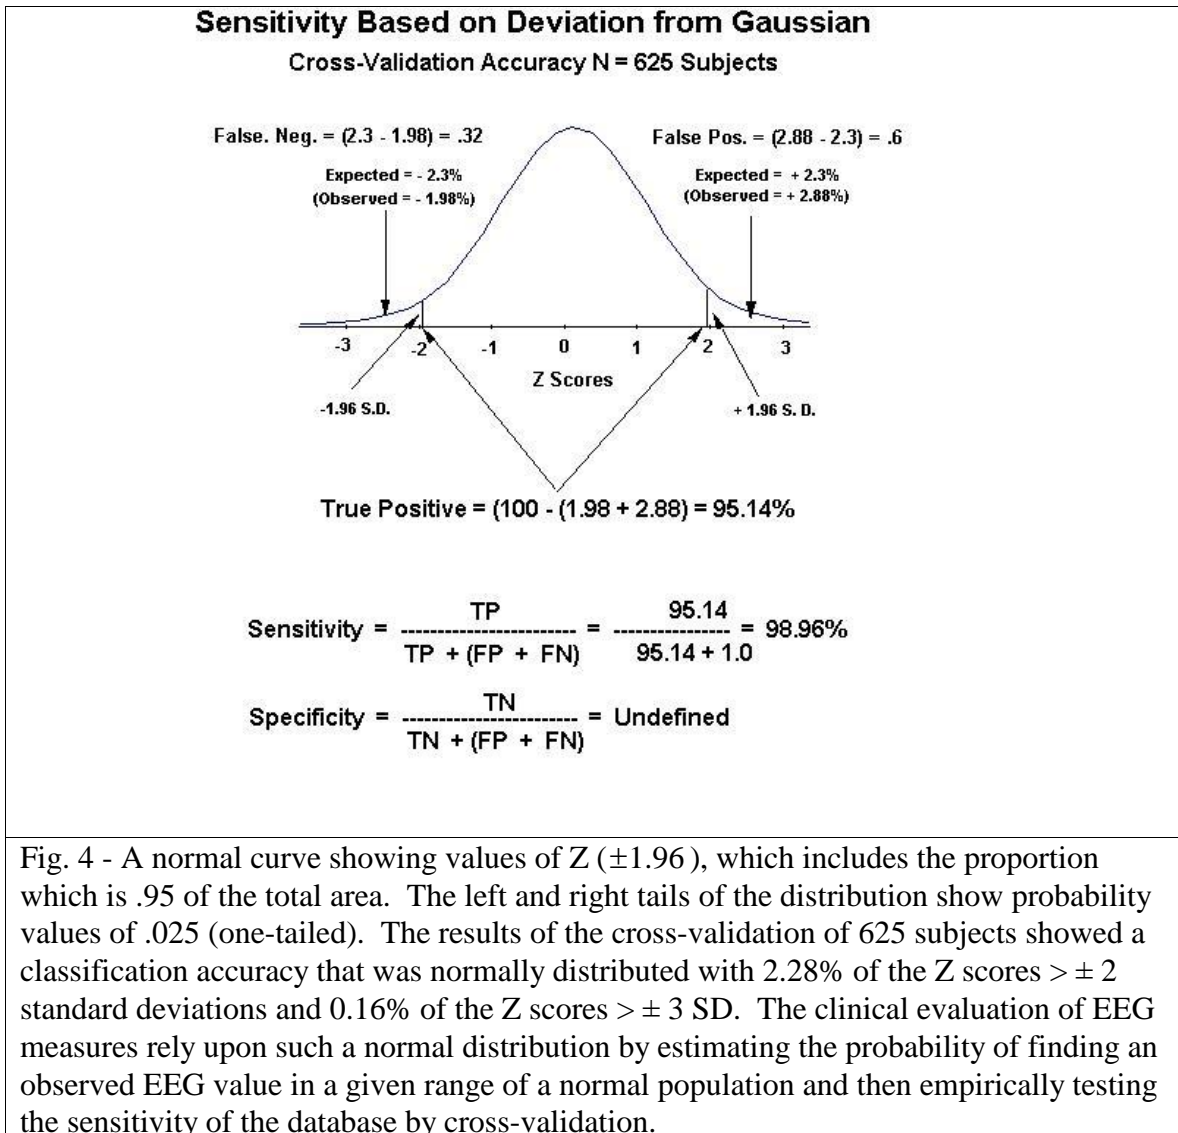 Sensitivity Based on Deviation from Gaussian
Cross-Validation Accuracy N = 625 Subjects
False. Neg. = (2.3 - 1.98) = .32
False Pos. = (2.88 - 2.3) = .6
Expected = - 2.3%
(Observed = - 1.98%)
Expected = + 2.3%
(Observed = + 2.88%)
-3 -2 -1 0 1 2 3
Z Scores
-1.96 S.D.
+ 1.96 S. D.
True Positive = (100 - (1.98 + 2.88) = 95.14%
TP 95.14
Sensitivity = ------------------------ = ---------------- = 98.96%
TP + (FP + FN) 95.14 + 1.0
TN
Specificity = ------------------------ = Undefined
TN + (FP + FN)
Fig. 4 - A normal curve showing values of Z (±1.96 ), which includes the proportion
which is .95 of the total area. The left and right tails of the distribution show probability
values of .025 (one-tailed). The results of the cross-validation of 625 subjects showed a
classification accuracy that was normally distributed with 2.28% of the Z scores > ± 2
standard deviations and 0.16% of the Z scores > ± 3 SD. The clinical evaluation of EEG
measures rely upon such a normal distribution by estimating the probability of finding an
observed EEG value in a given range of a normal population and then empirically testing
the sensitivity of the database by cross-validation.